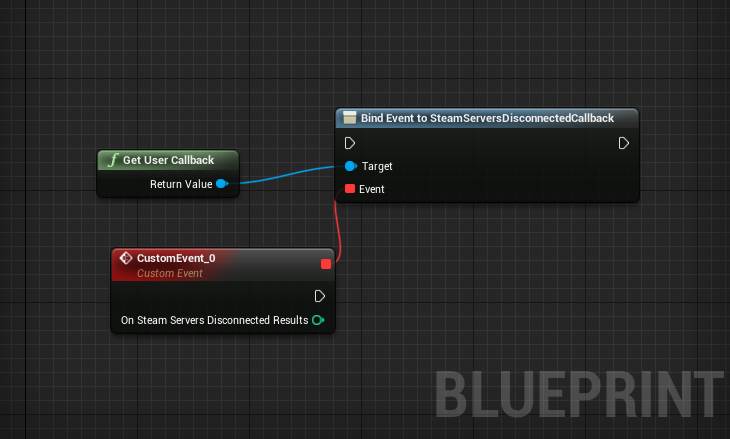 Bind Event to SteamServersDisconnectedCallback
Get User Callback
Target
Return Value
Event
CustomEvent_0
Custom Event
On Steam Servers Disconnected Results
BLUEPRINT